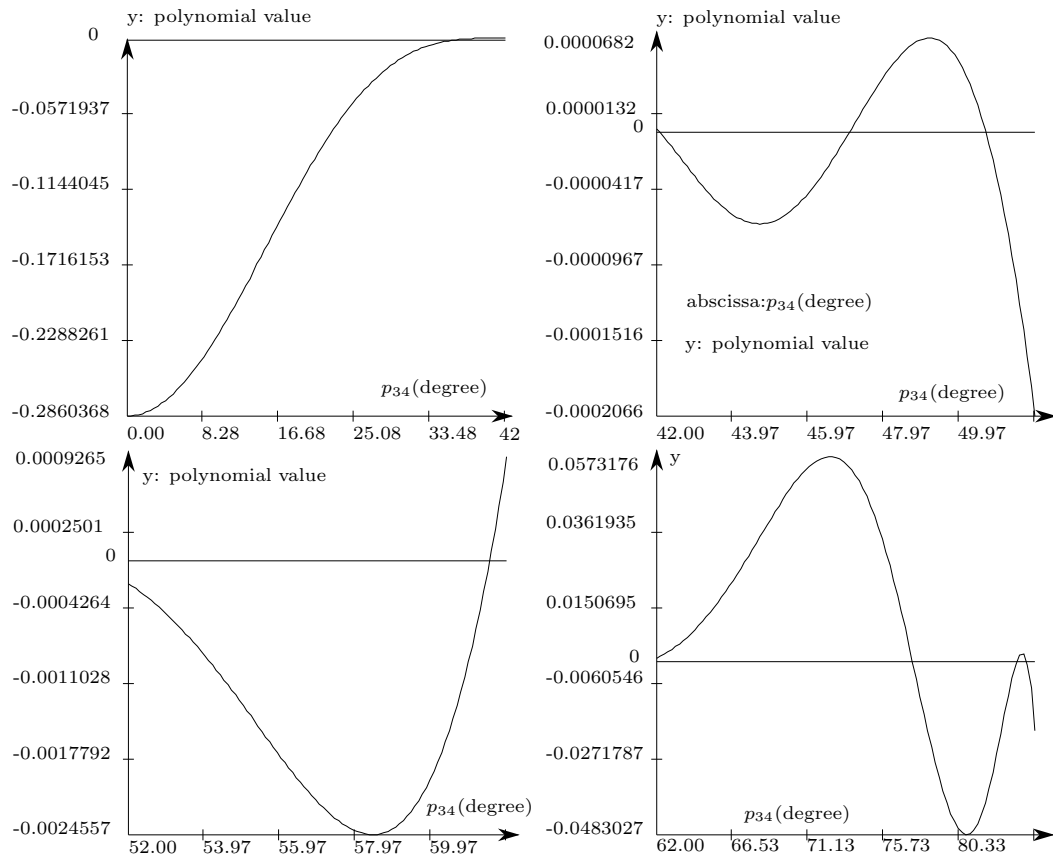 y: polynomial value
0
-0.0571937
-0.1144045
-0.1716153
-0.2288261
-0.2860368
p₃₄(degree)
0.00 8.28 16.68 25.08 33.48 42
y: polynomial value
0.0000682
0.0000132
0
-0.0000417
-0.0000967
-0.0001516
-0.0002066
abscissa:p₃₄(degree)
y: polynomial value
p₃₄(degree)
42.00 43.97 45.97 47.97 49.97
0.0009265
y: polynomial value
0.0002501
0
-0.0004264
-0.0011028
-0.0017792
-0.0024557
p₃₄(degree)
52.00 53.97 55.97 57.97 59.97
y
0.0573176
0.0361935
0.0150695
0
-0.0060546
-0.0271787
-0.0483027
p₃₄(degree)
62.00 66.53 71.13 75.73 80.33